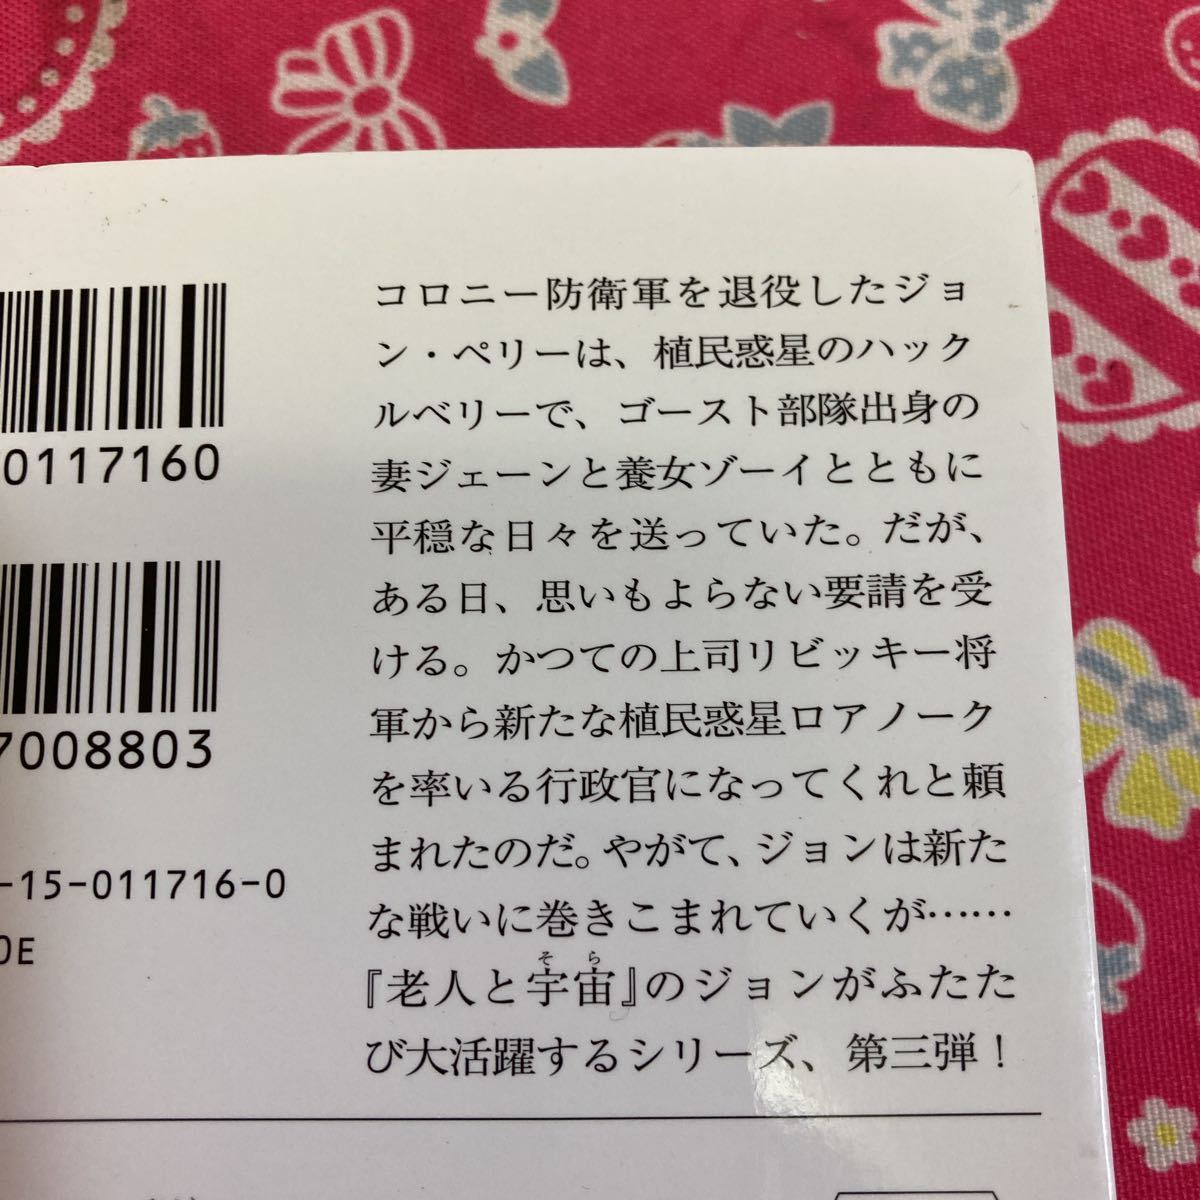 0117160
7008803
-15-011716-0
0E
コロニー防衛軍を退役したジョ
ン・ペリーは、植民惑星のハック
ルベリーで、ゴースト部隊出身の
妻ジェーンと養女ゾーイとともに
平穏な日々を送っていた。だが、
ある日、思いもよらない要請を受
ける。かつての上司リビッキー将
軍から新たな植民惑星ロアノーク
を率いる行政官になってくれと頼
まれたのだ。やがて、ジョンは新た
な戦いに巻きこまれていくが……
そら
『老人と宇宙』のジョンがふたた
び大活躍するシリーズ、第三弾！